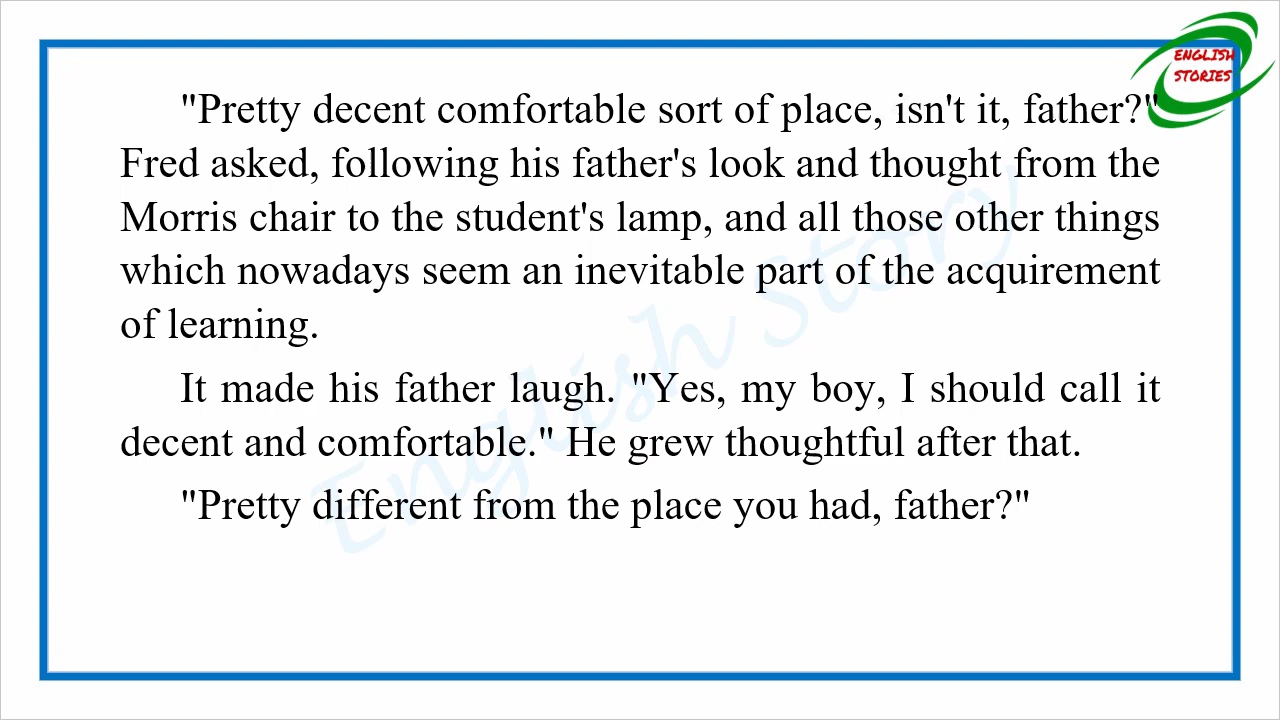 ENGLISH
STORIES
"Pretty decent comfortable sort of place, isn't it, father?"
Fred asked, following his father's look and thought from the
Morris chair to the student's lamp, and all those other things
which nowadays seem an inevitable part of the acquirement
of learning.
It made his father laugh. "Yes, my boy, I should call it
decent and comfortable." He grew thoughtful after that.
"Pretty different from the place you had, father?"
English Story